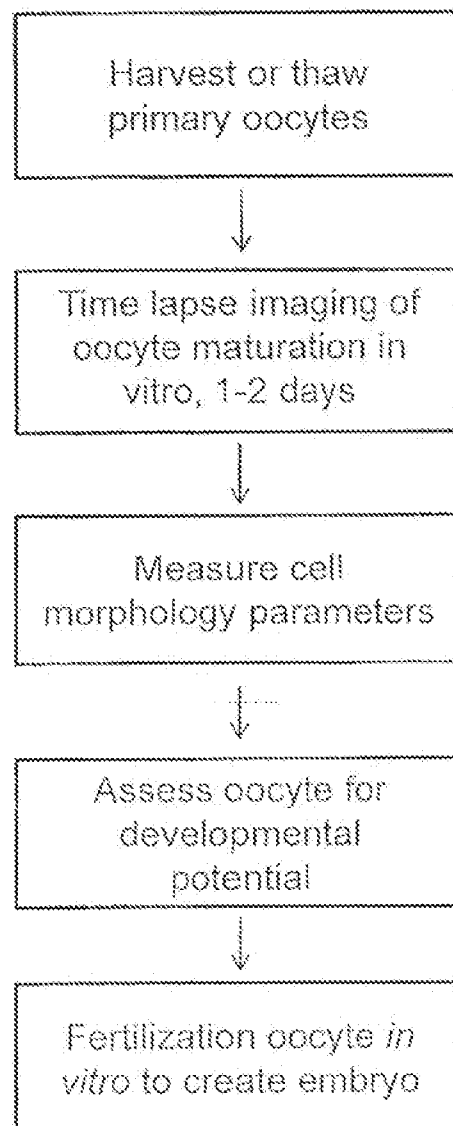 Harvest or thaw
primary oocytes
Time lapse imaging of
oocyte maturation in
vitro, 1-2 days
Measure cell
morphology parameters
Assess oocyte for
developmental
potential
Fertilization oocyte in
vitro to create embryo